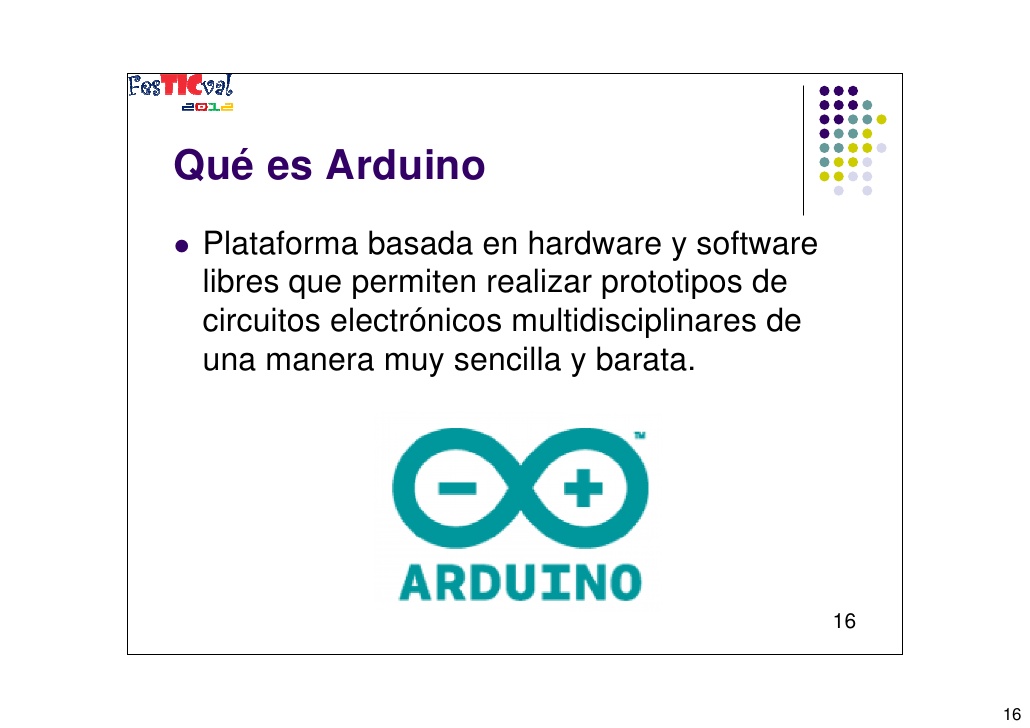 FesTICval
2012
Qué es Arduino
● Plataforma basada en hardware y software
libres que permiten realizar prototipos de
circuitos electrónicos multidisciplinares de
una manera muy sencilla y barata.
™
ARDUINO
16
16